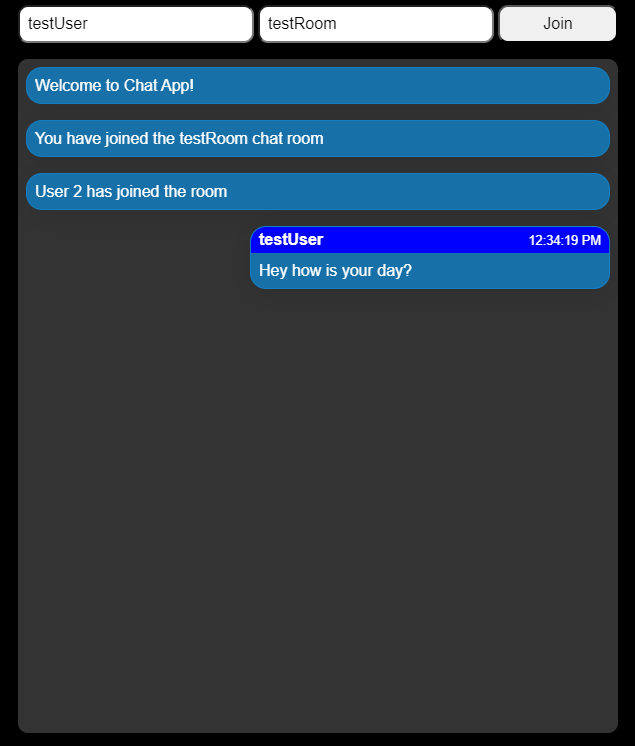 testUser
testRoom
Join
Welcome to Chat App!
You have joined the testRoom chat room
User 2 has joined the room
testUser 12:34:19 PM
Hey how is your day?